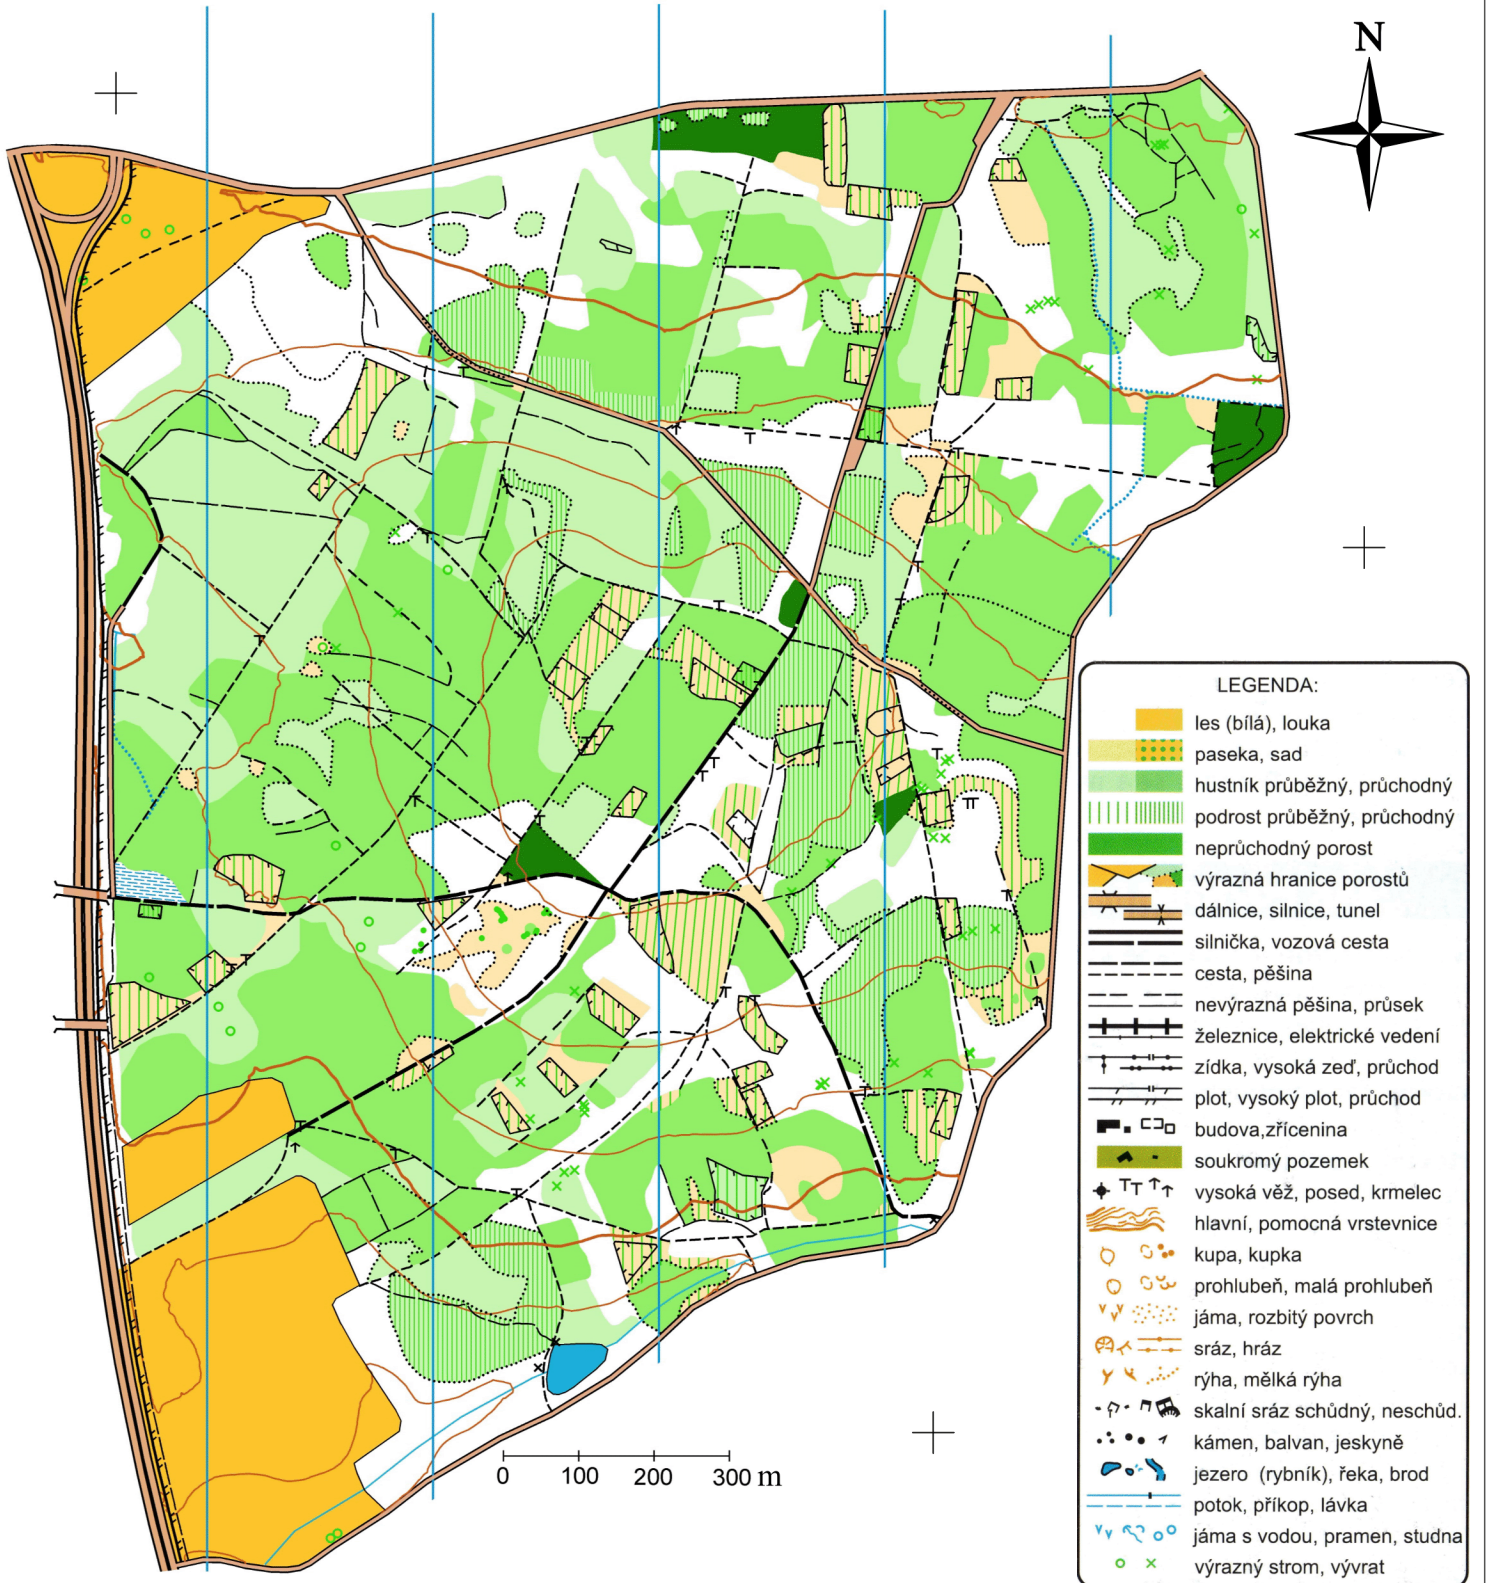 N
LEGENDA:
les (bílá), louka
paseka, sad
hustník průběžný, průchodný
podrost průběžný, průchodný
neprůchodný porost
výrazná hranice porostů
dálnice, silnice, tunel
silnička, vozová cesta
cesta, pěšina
nevýrazná pěšina, průsek
železnice, elektrické vedení
zídka, vysoká zeď, průchod
plot, vysoký plot, průchod
budova,zřícenina
soukromý pozemek
vysoká věž, posed, krmelec
hlavní, pomocná vrstevnice
kupa, kupka
prohlubeň, malá prohlubeň
jáma, rozbitý povrch
sráz, hráz
rýha, mělká rýha
skalní sráz schůdný, neschůd.
kámen, balvan, jeskyně
jezero (rybník), řeka, brod
potok, příkop, lávka
jáma s vodou, pramen, studna
výrazný strom, vývrat
0 100 200 300 m